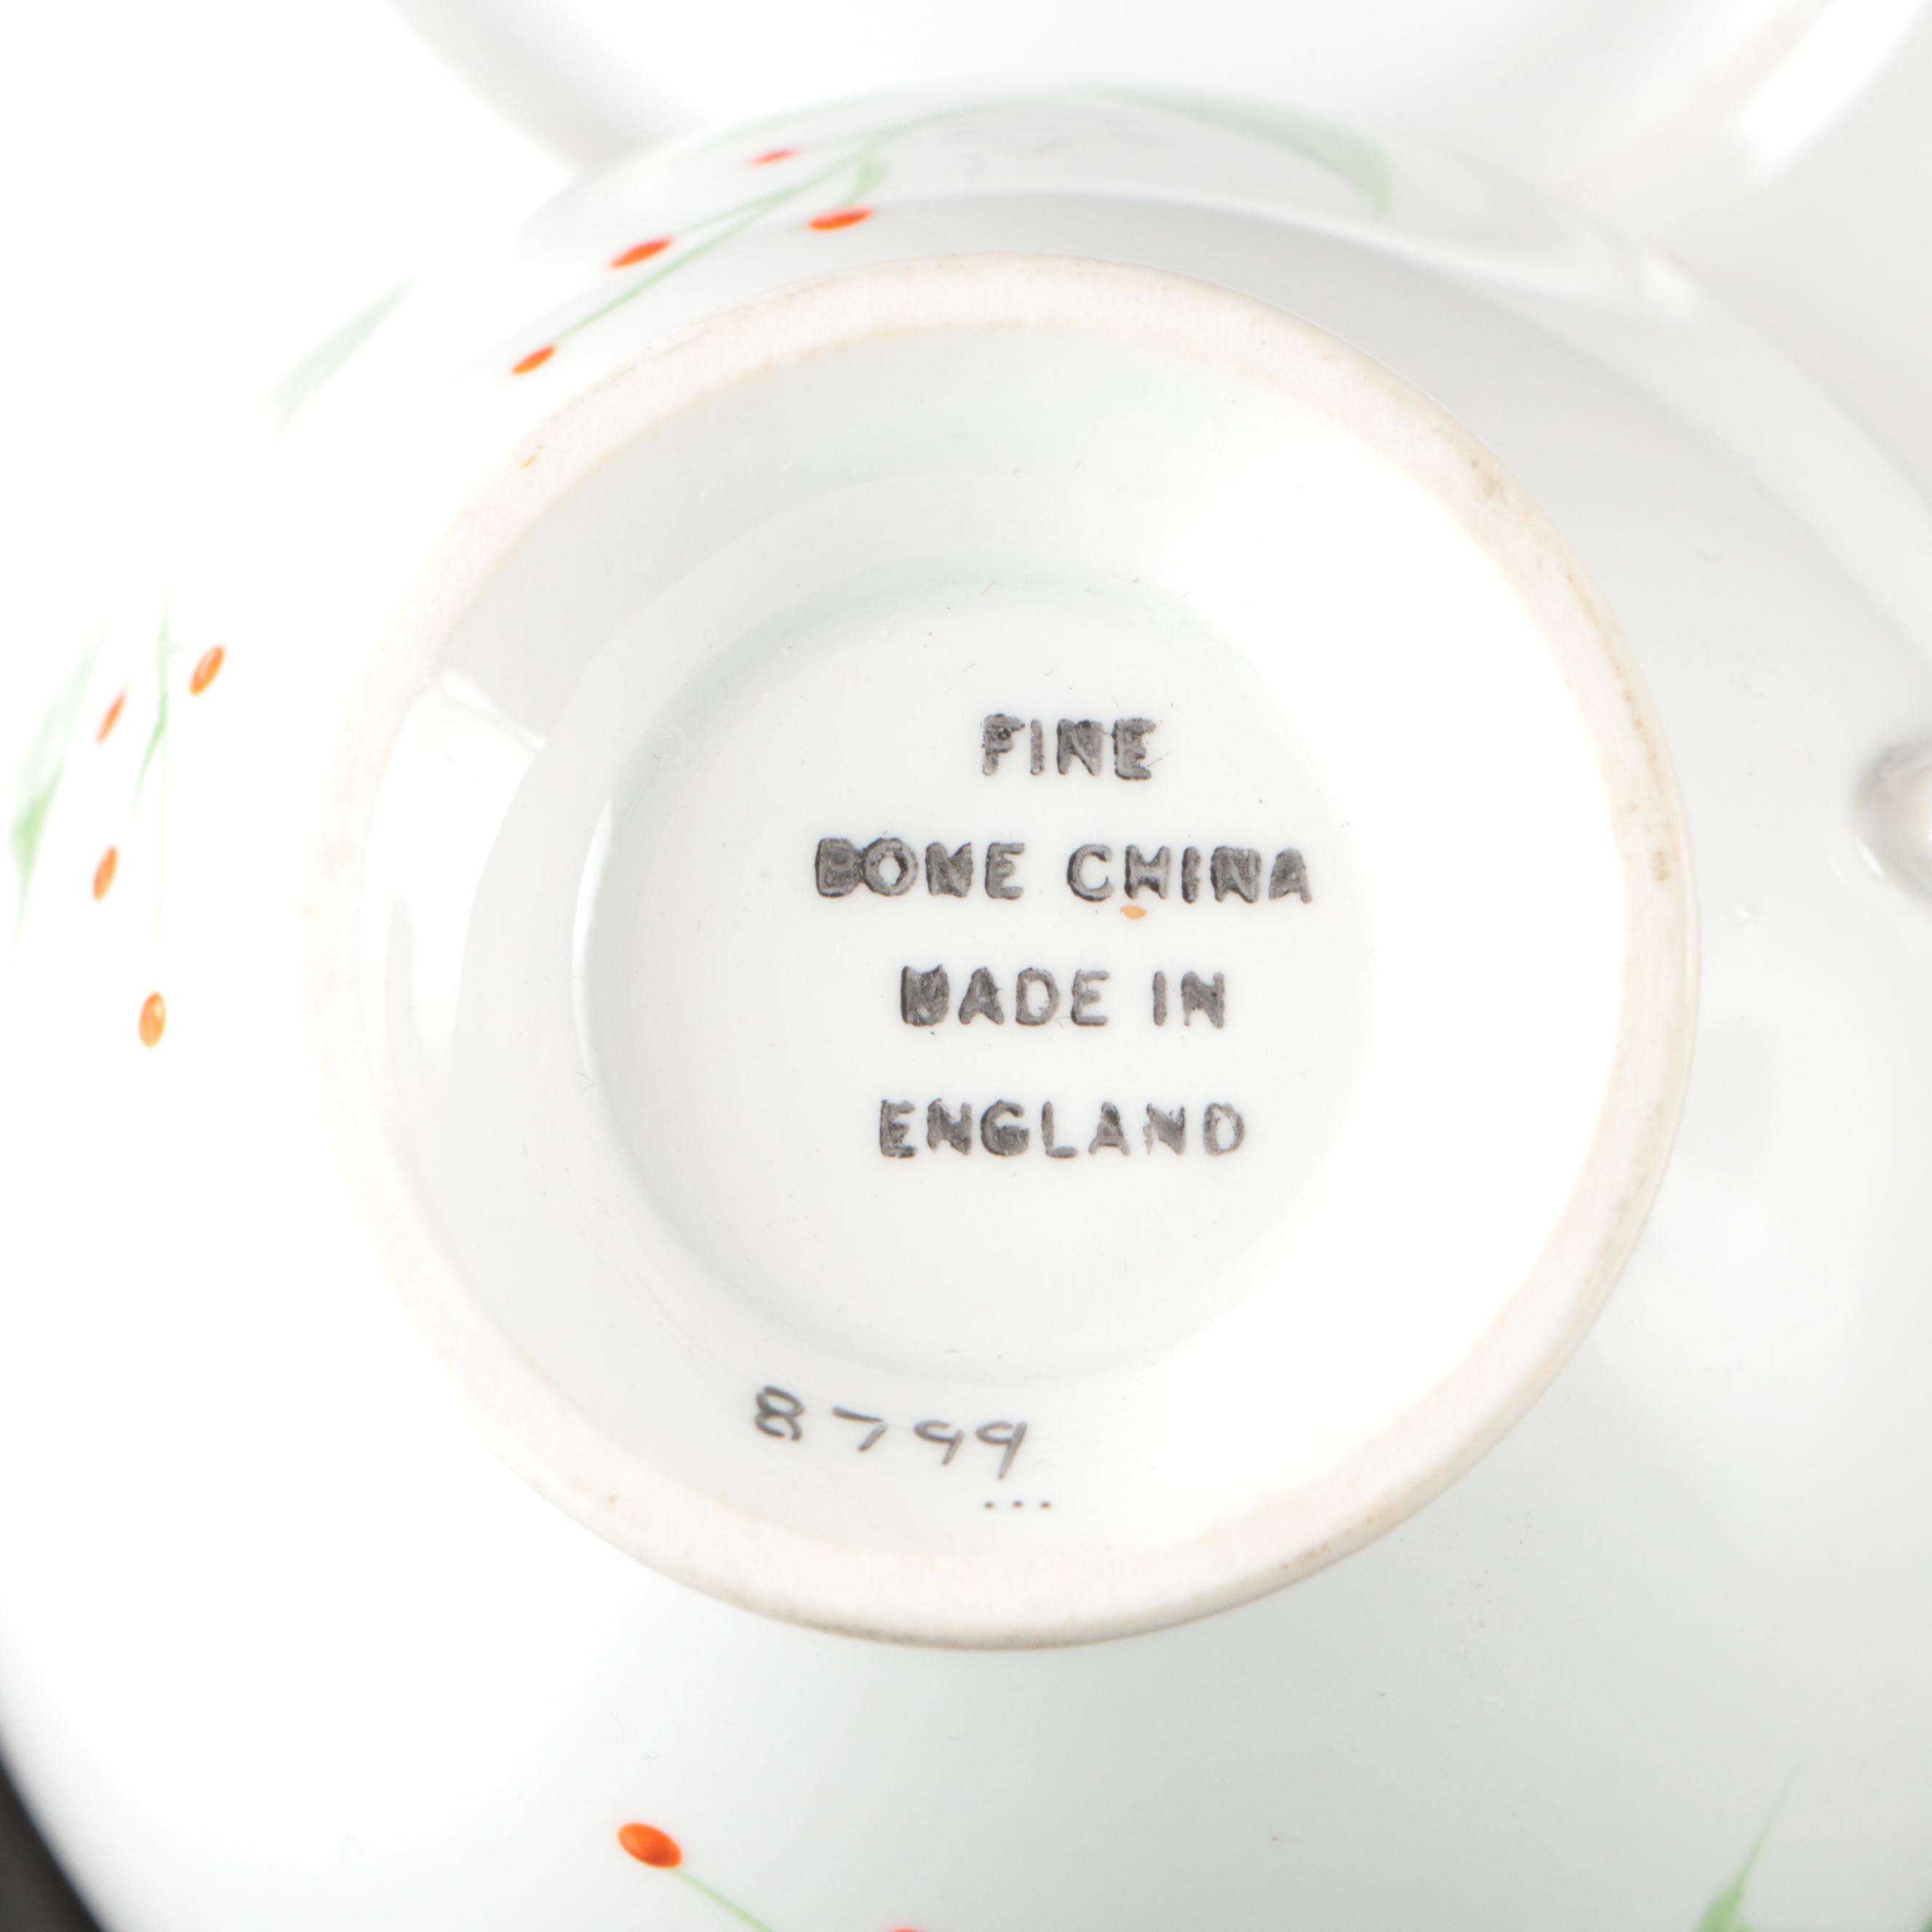 FINE
BONE CHINA
MADE IN
ENGLAND
8799
...